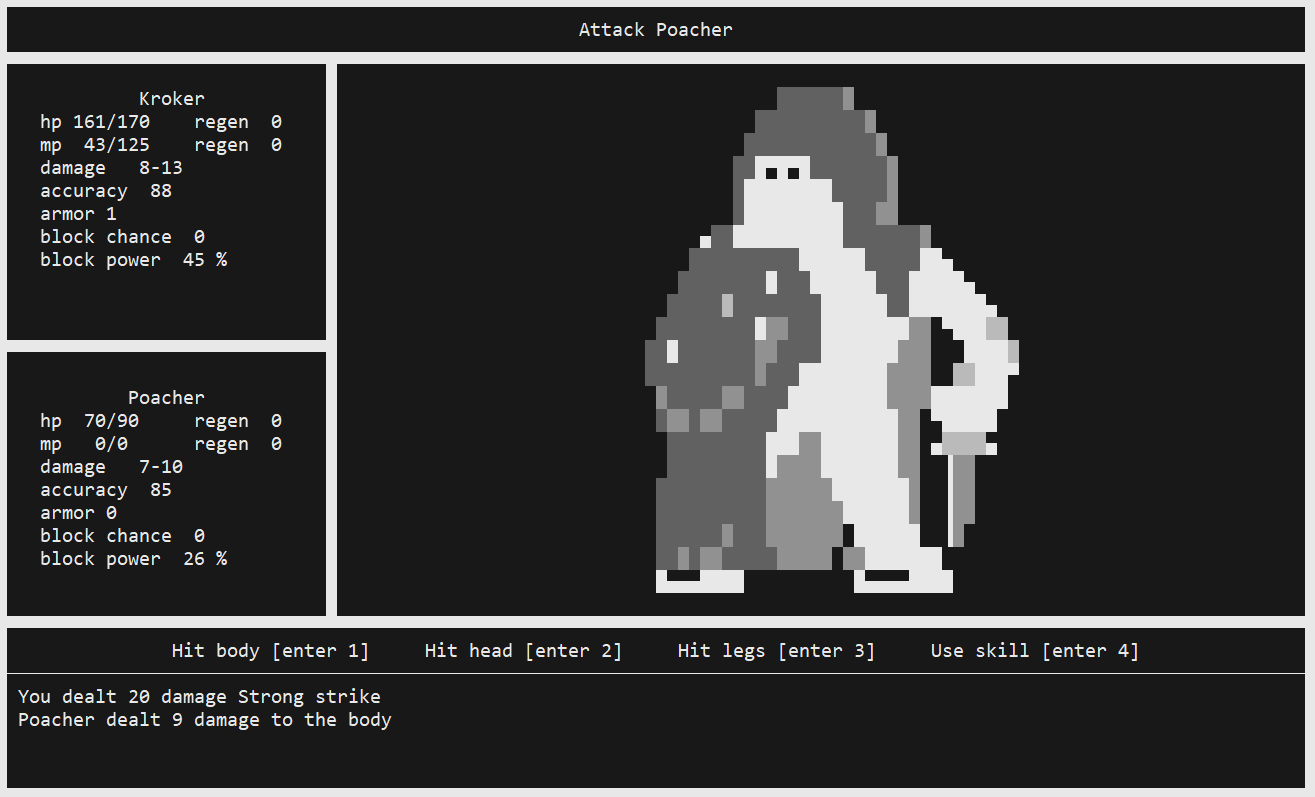 Attack Poacher
Kroker
hp 161/170    regen  0
mp  43/125    regen  0
damage   8-13
accuracy  88
armor 1
block chance  0
block power  45 %
Poacher
hp  70/90     regen  0
mp   0/0      regen  0
damage   7-10
accuracy  85
armor 0
block chance  0
block power  26 %
Hit body [enter 1]     Hit head [enter 2]     Hit legs [enter 3]     Use skill [enter 4]
You dealt 20 damage Strong strike
Poacher dealt 9 damage to the body